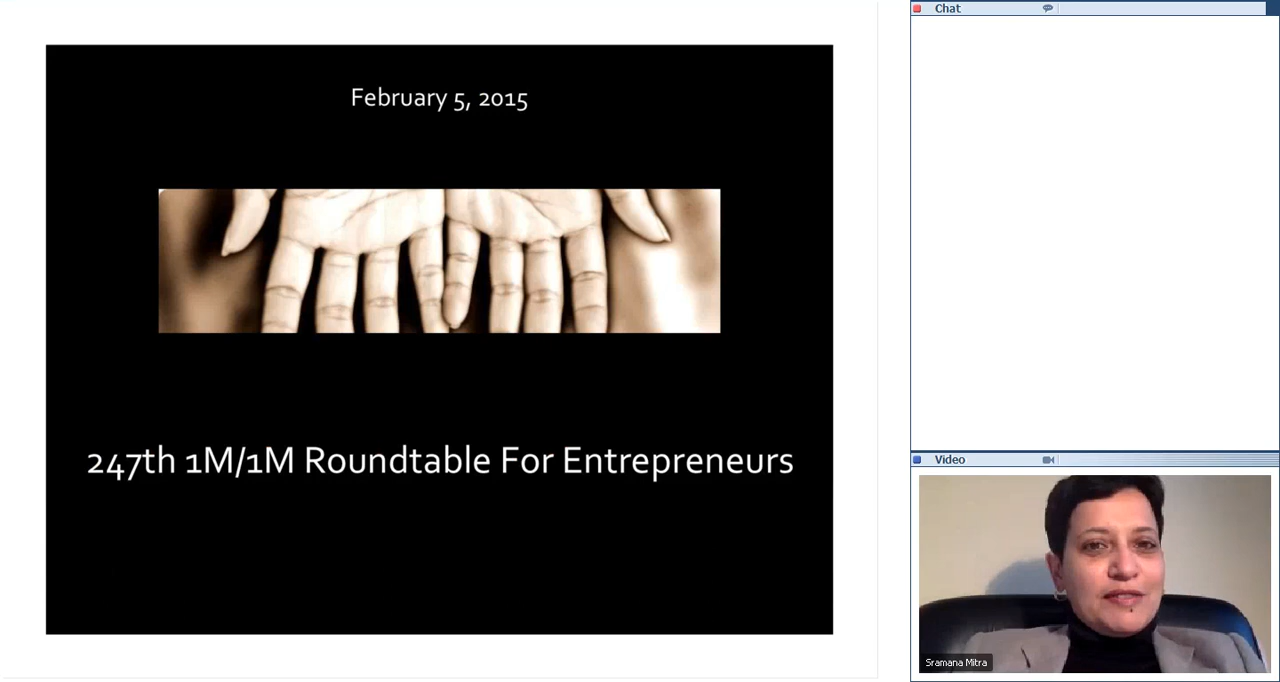 February 5, 2015
247th 1M/1M Roundtable For Entrepreneurs
Chat
Video
Sramana Mitra